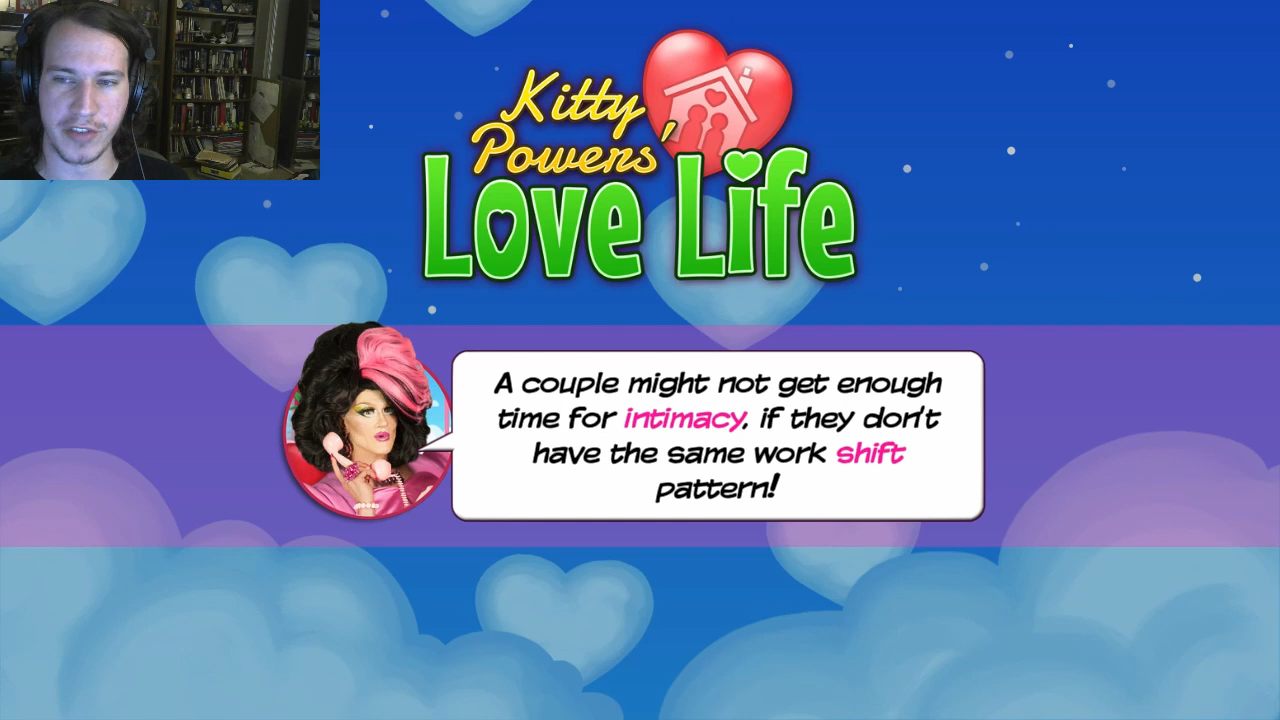 Kitty
Powers'
Love Life
A couple might not get enough
time for intimacy, if they don't
have the same work shift
pattern!